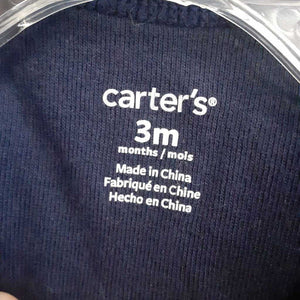 carter's®
3m
months / mois
Made in China
Fabriqué en Chine
Hecho en China